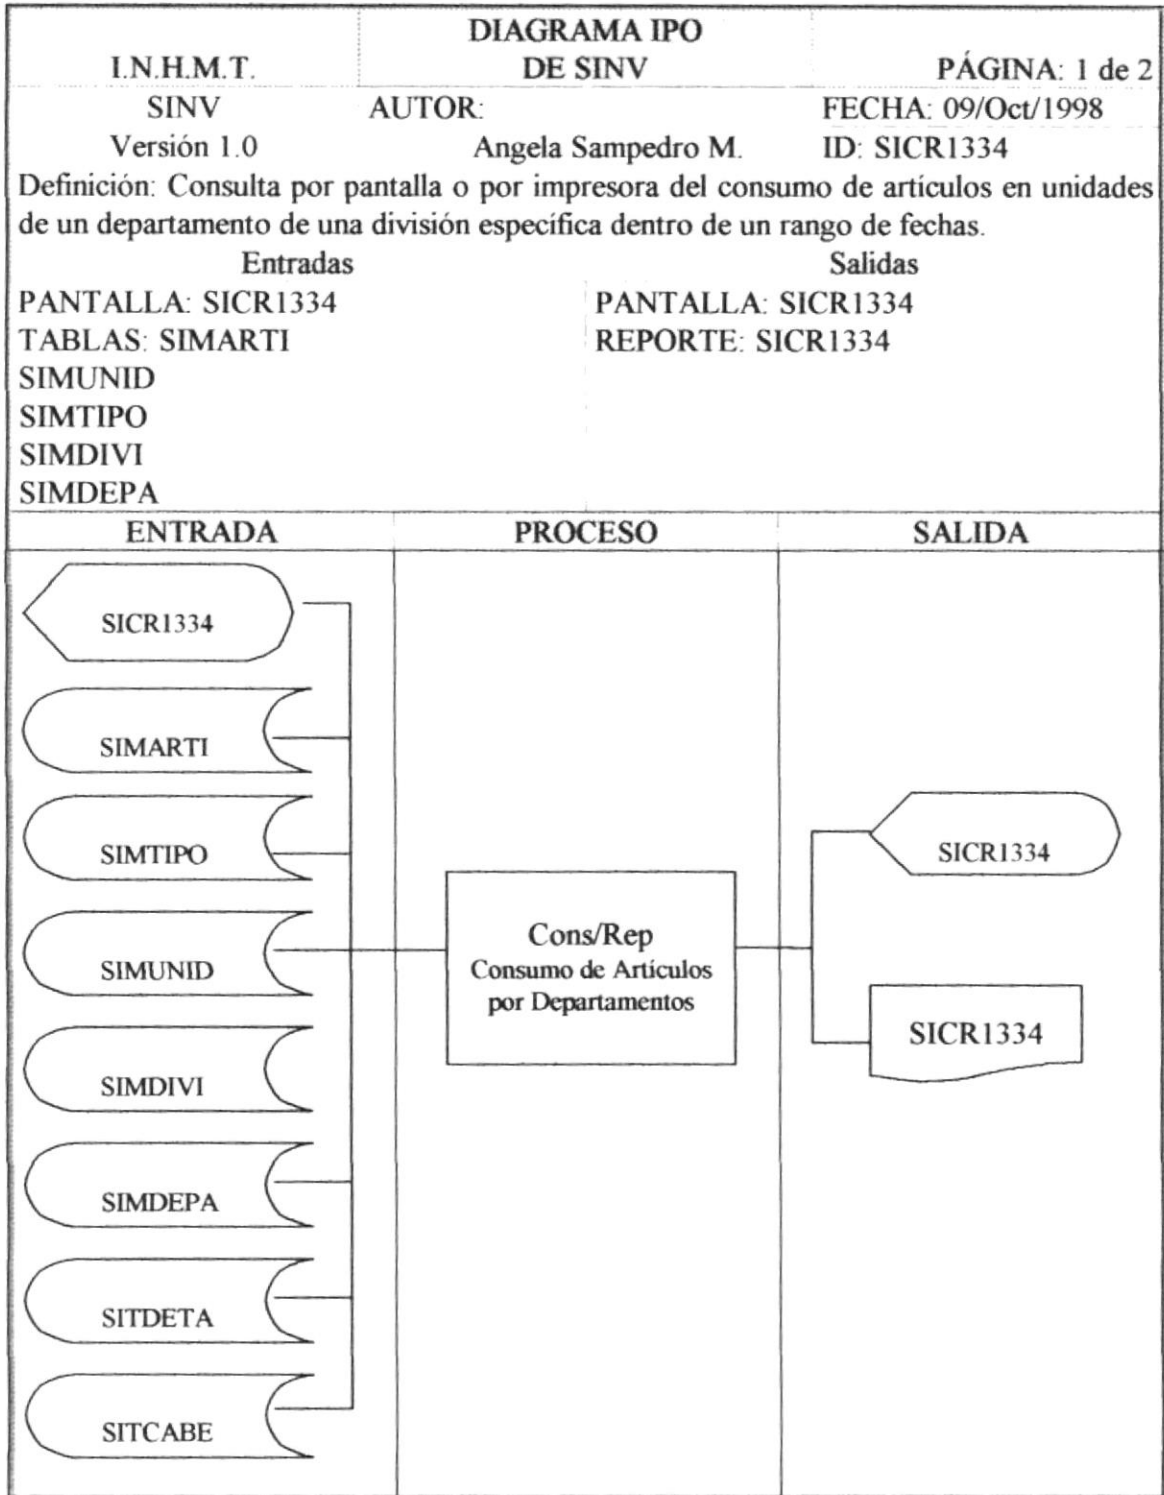 DIAGRAMA IPO
I.N.H.M.T. DE SINV PÁGINA: 1 de 2
SINV AUTOR: FECHA: 09/Oct/1998
Versión 1.0 Angela Sampedro M. ID: SICR1334
Definición: Consulta por pantalla o por impresora del consumo de artículos en unidades
de un departamento de una división específica dentro de un rango de fechas.
Entradas Salidas
PANTALLA: SICR1334 PANTALLA: SICR1334
TABLAS: SIMARTI REPORTE: SICR1334
SIMUNID
SIMTIPO
SIMDIVI
SIMDEPA
ENTRADA PROCESO SALIDA
SICR1334
SIMARTI
SIMTIPO
SIMUNID
SIMDIVI
SIMDEPA
SITDETA
SITCABE
Cons/Rep
Consumo de Artículos
por Departamentos
SICR1334
SICR1334